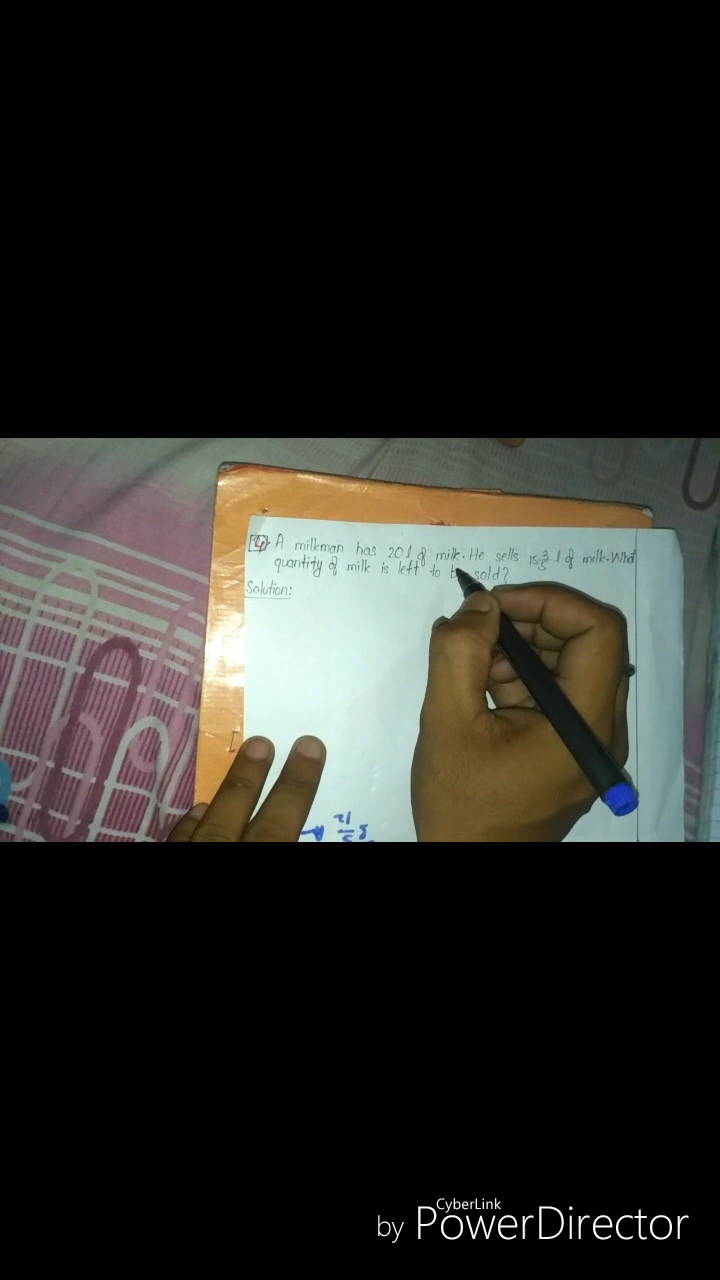 4) A milkman has 20 l of milk. He sells 15 3/5 l of milk. What
quantity of milk is left to b sold?
Solution:
CyberLink
by PowerDirector